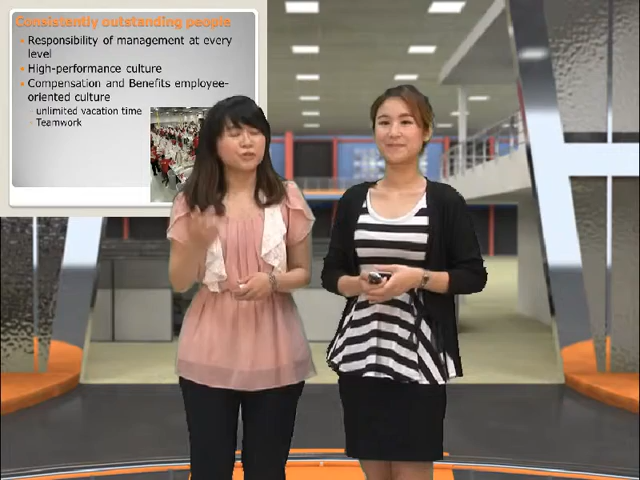 Consistently outstanding people
Responsibility of management at every
level
High-performance culture
Compensation and Benefits employee-
oriented culture
unlimited vacation time
Teamwork